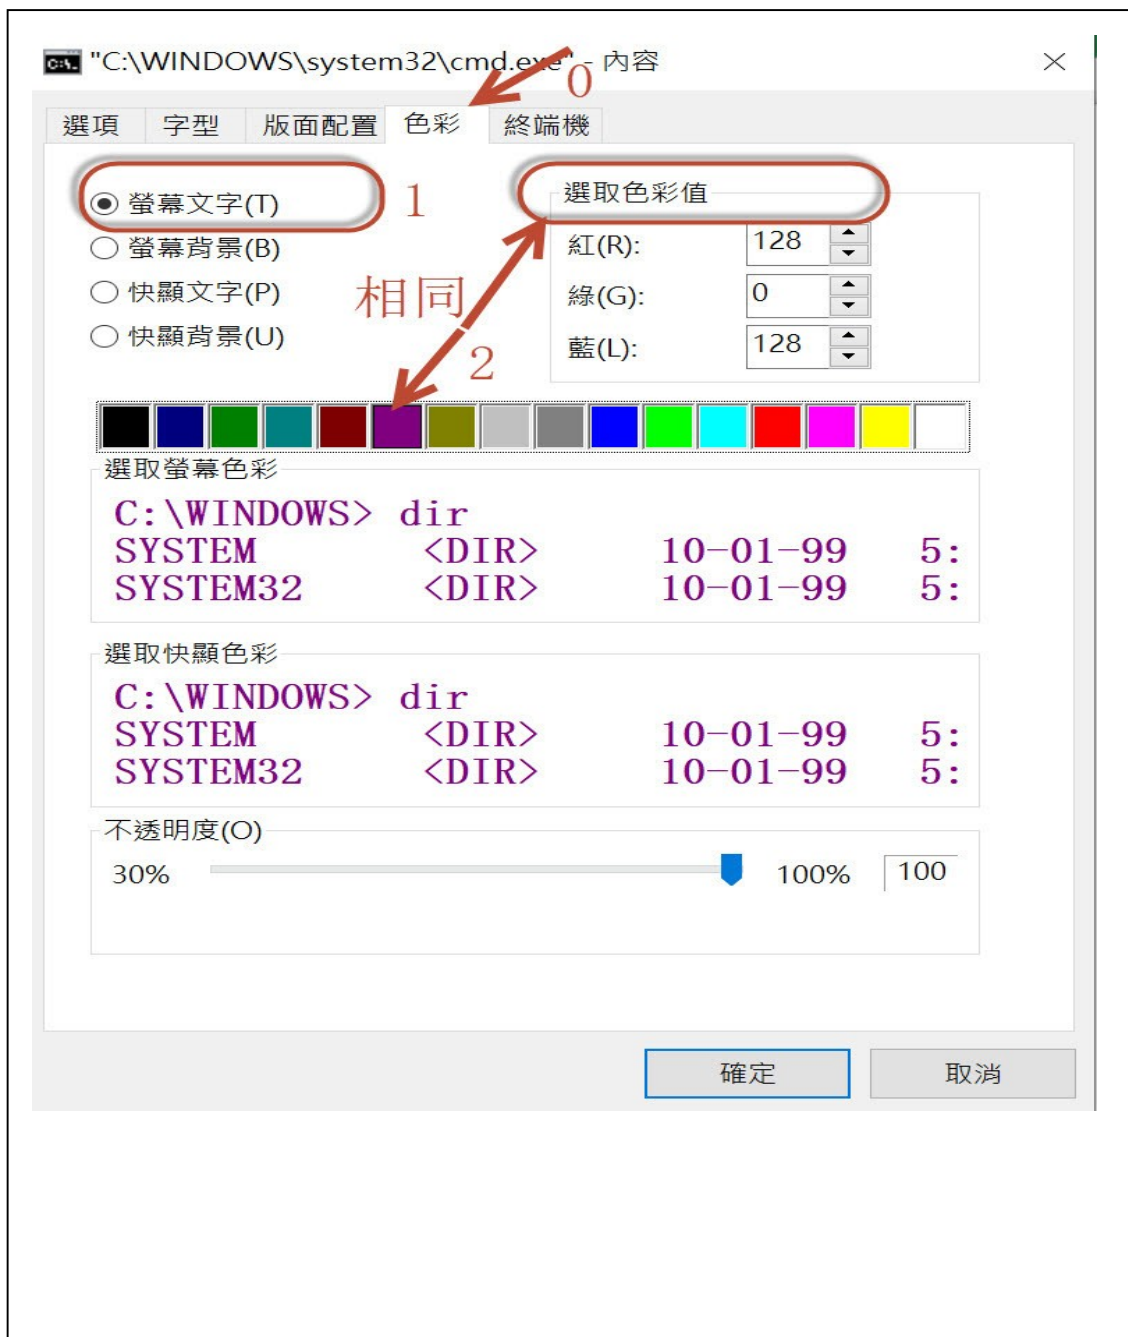 "C:\WINDOWS\system32\cmd.exe" - 內容
0
選項 字型 版面配置 色彩 終端機
螢幕文字(T) 1
螢幕背景(B)
快顯文字(P)
快顯背景(U)
選取色彩值
紅(R): 128
綠(G): 0
藍(L): 128
相同
2
選取螢幕色彩
C:\WINDOWS> dir
SYSTEM <DIR> 10-01-99 5:
SYSTEM32 <DIR> 10-01-99 5:
選取快顯色彩
C:\WINDOWS> dir
SYSTEM <DIR> 10-01-99 5:
SYSTEM32 <DIR> 10-01-99 5:
不透明度(O)
30% 100% 100
確定 取消